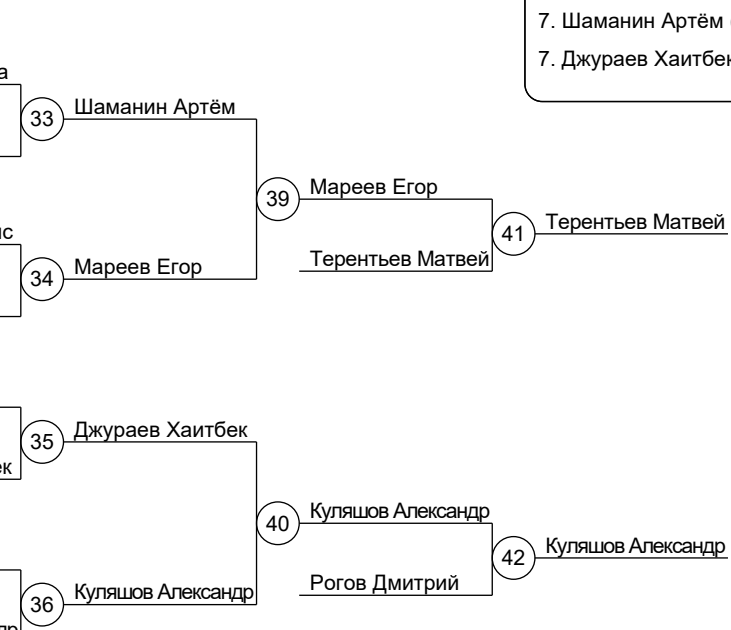 7. Шаманин Артём
7. Джураев Хаитбек
33
Шаманин Артём
39
Мареев Егор
41
Терентьев Матвей
Терентьев Матвей
34
Мареев Егор
35
Джураев Хаитбек
40
Куляшов Александр
42
Куляшов Александр
Рогов Дмитрий
36
Куляшов Александр